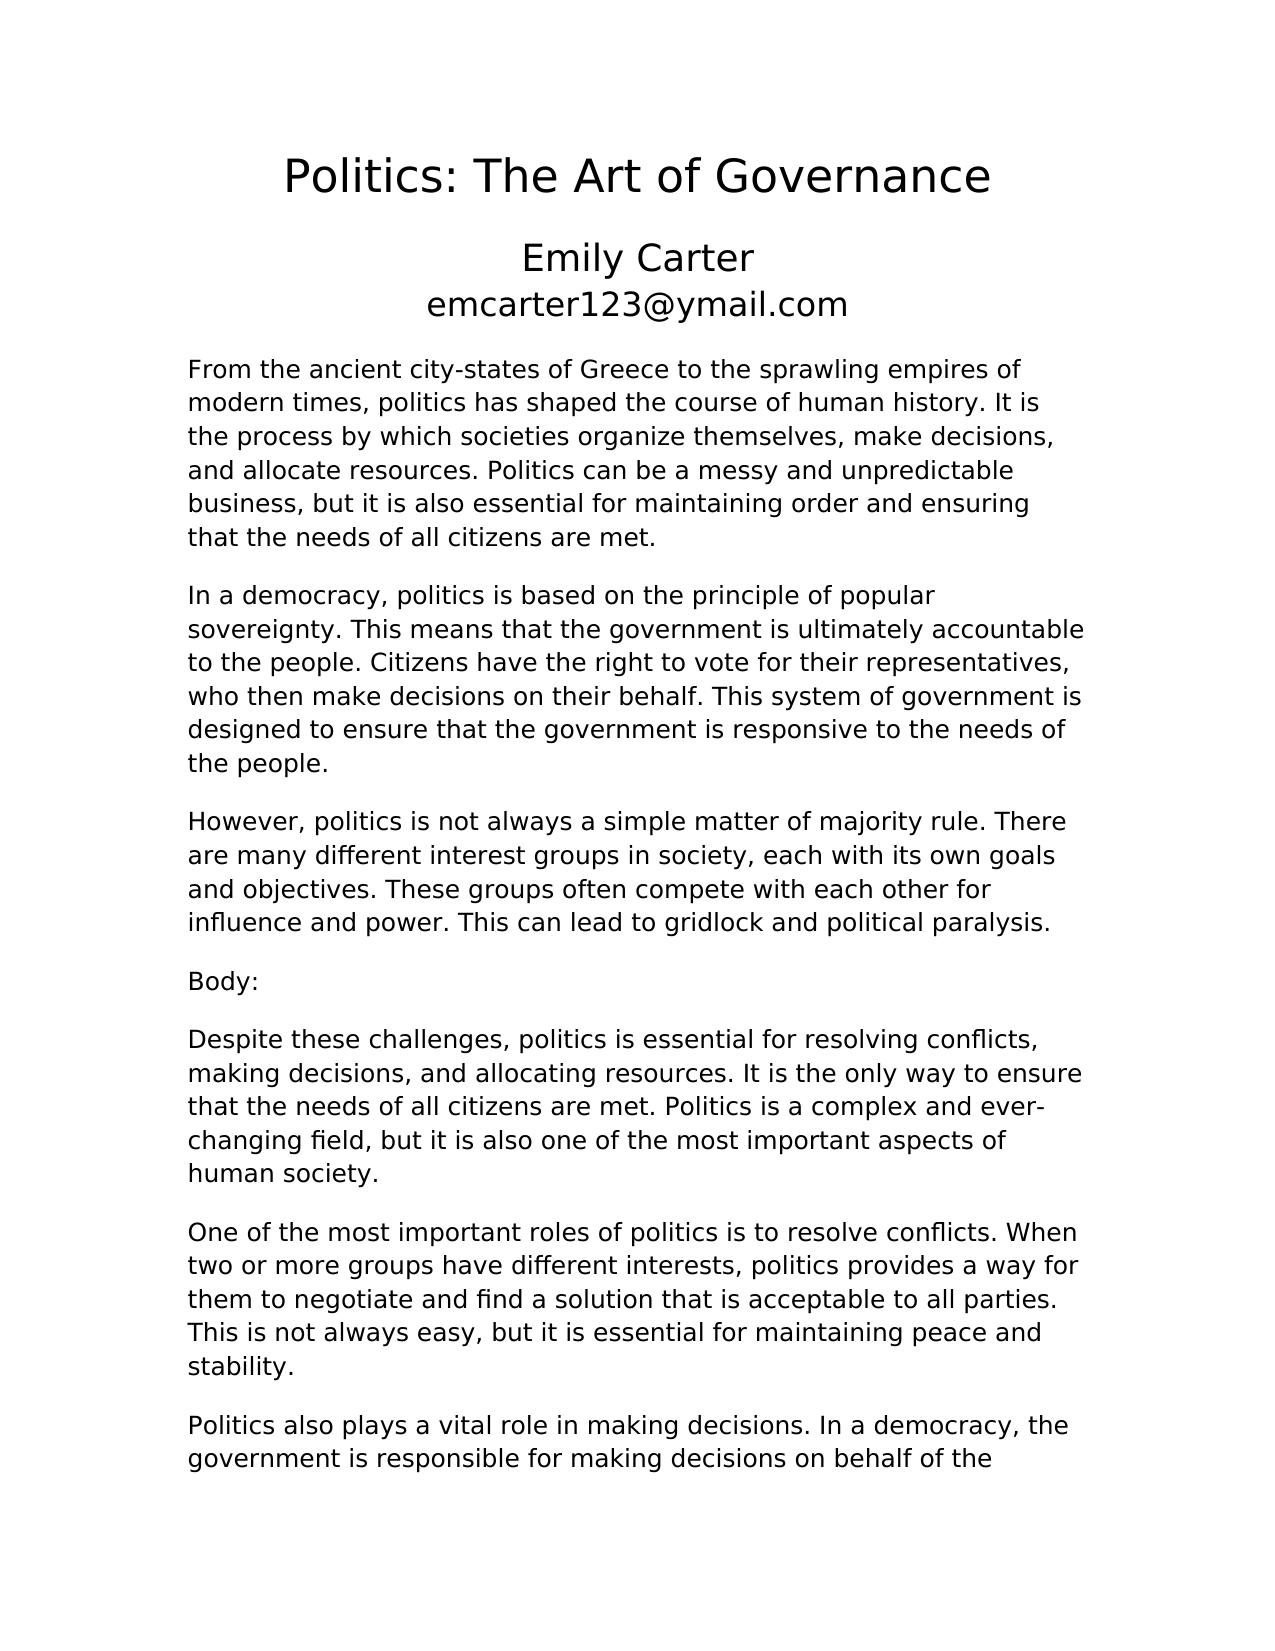 Politics: The Art of Governance
Emily Carter
emcarter123@ymail.com
From the ancient city-states of Greece to the sprawling empires of
modern times, politics has shaped the course of human history. It is
the process by which societies organize themselves, make decisions,
and allocate resources. Politics can be a messy and unpredictable
business, but it is also essential for maintaining order and ensuring
that the needs of all citizens are met.
In a democracy, politics is based on the principle of popular
sovereignty. This means that the government is ultimately accountable
to the people. Citizens have the right to vote for their representatives,
who then make decisions on their behalf. This system of government is
designed to ensure that the government is responsive to the needs of
the people.
However, politics is not always a simple matter of majority rule. There
are many different interest groups in society, each with its own goals
and objectives. These groups often compete with each other for
influence and power. This can lead to gridlock and political paralysis.
Body:
Despite these challenges, politics is essential for resolving conflicts,
making decisions, and allocating resources. It is the only way to ensure
that the needs of all citizens are met. Politics is a complex and ever-
changing field, but it is also one of the most important aspects of
human society.
One of the most important roles of politics is to resolve conflicts. When
two or more groups have different interests, politics provides a way for
them to negotiate and find a solution that is acceptable to all parties.
This is not always easy, but it is essential for maintaining peace and
stability.
Politics also plays a vital role in making decisions. In a democracy, the
government is responsible for making decisions on behalf of the